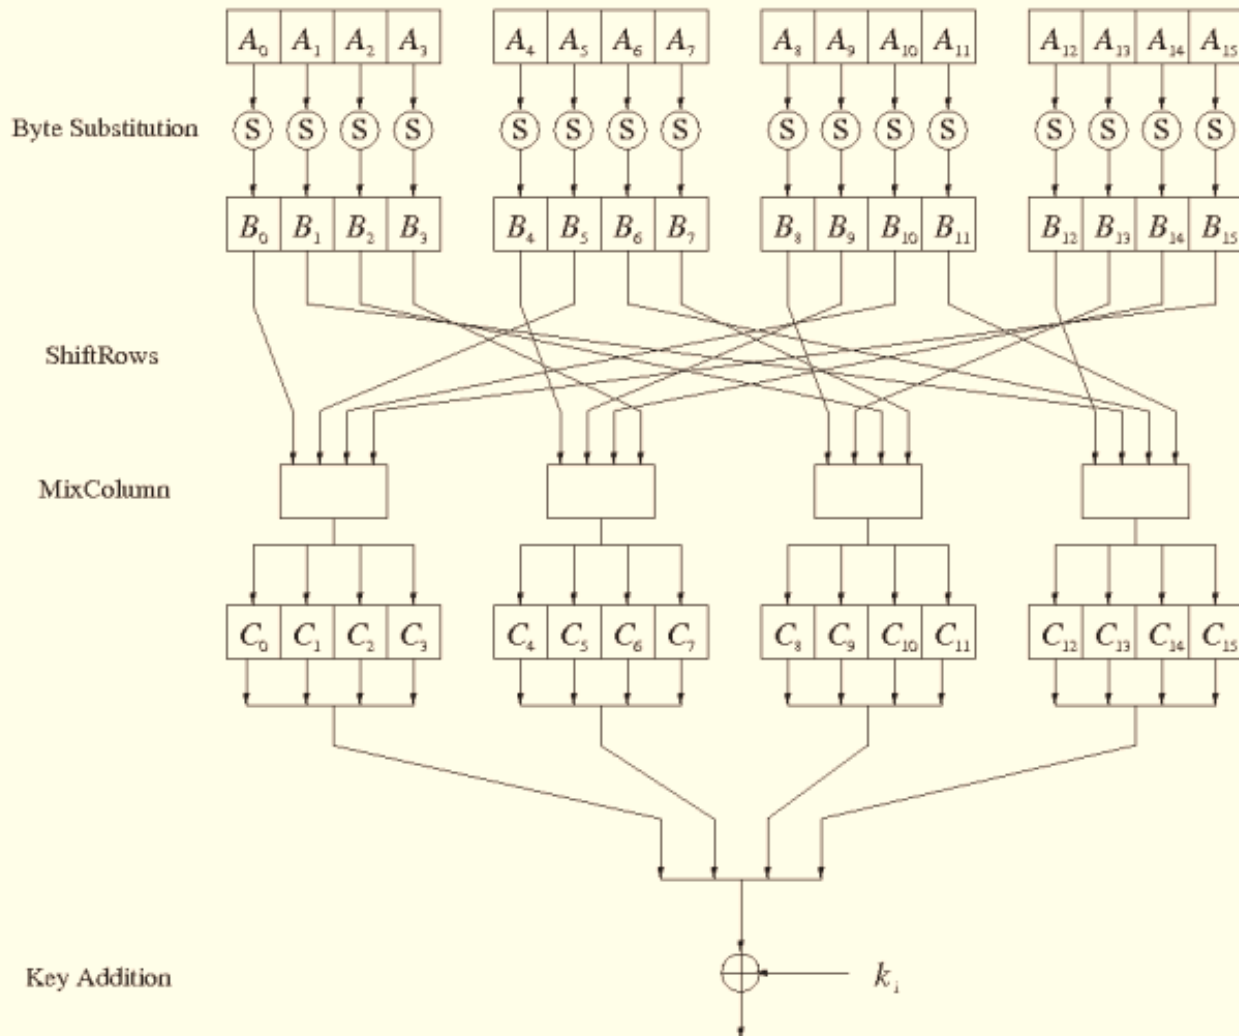 A₀ A₁ A₂ A₃ A₄ A₅ A₆ A₇ A₈ A₉ A₁₀ A₁₁ A₁₂ A₁₃ A₁₄ A₁₅
Byte Substitution S S S S S S S S S S S S S S S S
B₀ B₁ B₂ B₃ B₄ B₅ B₆ B₇ B₈ B₉ B₁₀ B₁₁ B₁₂ B₁₃ B₁₄ B₁₅
ShiftRows
MixColumn
C₀ C₁ C₂ C₃ C₄ C₅ C₆ C₇ C₈ C₉ C₁₀ C₁₁ C₁₂ C₁₃ C₁₄ C₁₅
Key Addition kᵢ